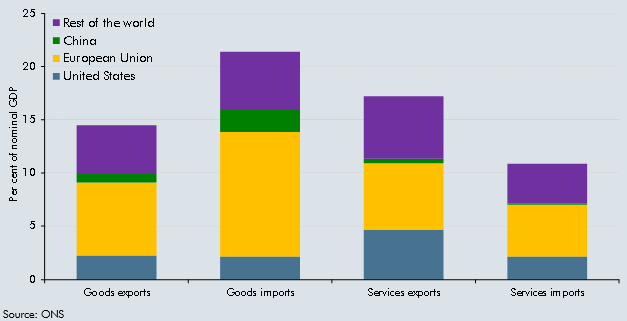 25
20
15
10
5
0
Per cent of nominal GDP
Rest of the world
China
European Union
United States
Goods exports
Goods imports
Services exports
Services imports
Source: ONS